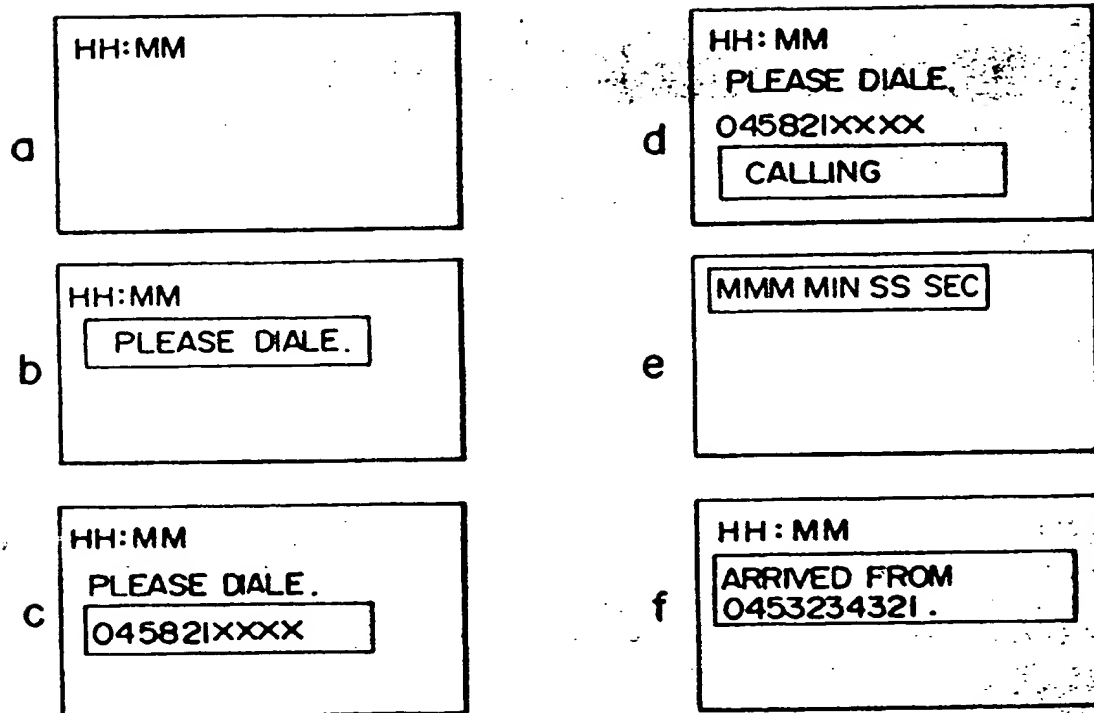 a
HH:MM
b
HH:MM
PLEASE DIALE.
c
HH:MM
PLEASE DIALE.
045821XXXX
d
HH:MM
PLEASE DIALE.
045821XXXX
CALLING
e
MMM MIN SS SEC
f
HH:MM
ARRIVED FROM
0453234321.